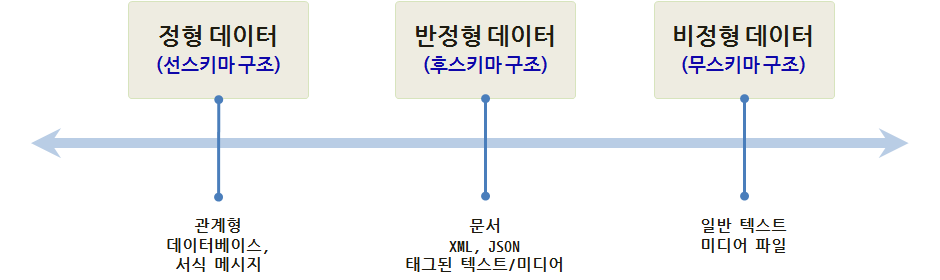 정형 데이터
(선스키마 구조)
반정형 데이터
(후스키마 구조)
비정형 데이터
(무스키마 구조)
관계형
데이터베이스,
서식 메시지
문서
XML, JSON
태그된 텍스트/미디어
일반 텍스트
미디어 파일